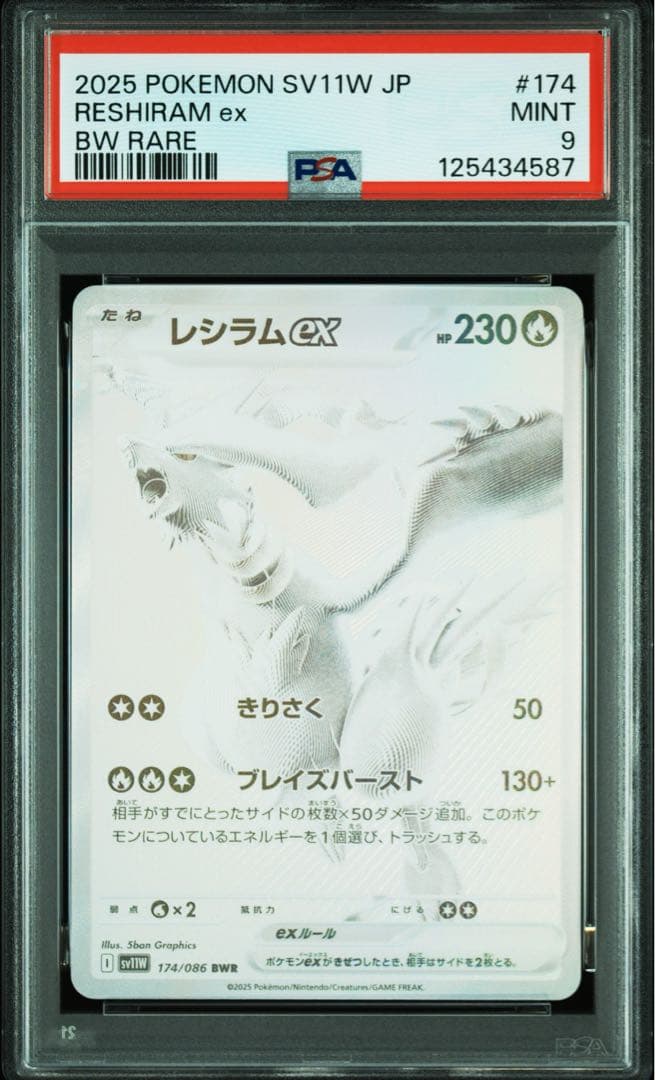 2025 POKEMON SV11W JP #174
RESHIRAM ex MINT
BW RARE 9
PSA 125434587
たね レシラムex HP 230
きりさく 50
ブレイズバースト 130+
相手がすでにとったサイドの枚数×50ダメージ追加。このポケ
モンについているエネルギーを1個選び、トラッシュする。
弱点 ×2 抵抗力 にげる
exルール
Illus. 5ban Graphics
ポケモンexがきぜつしたとき、相手はサイドを2枚とる。
I sv11W 174/086 BWR
©2025 Pokémon/Nintendo/Creatures/GAME FREAK.
21 PSA